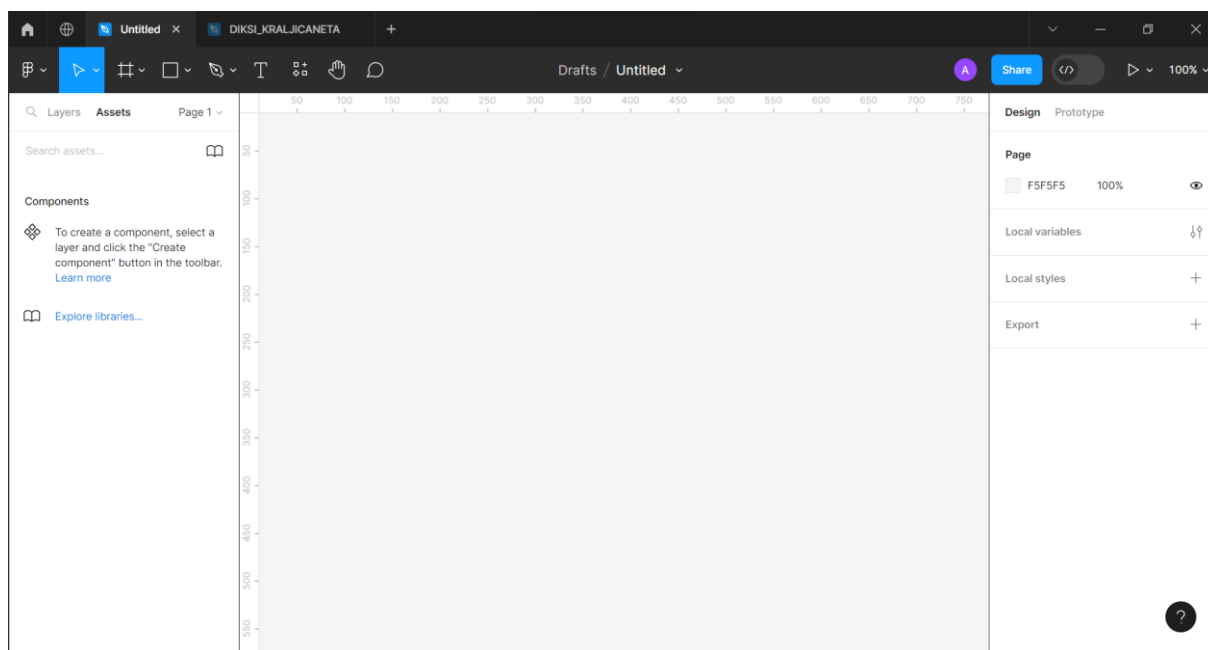 Untitled
DIKSI_KRALJICANETA
Drafts / Untitled
A
Share
100%
Layers Assets Page 1
Search assets...
Components
To create a component, select a
layer and click the "Create
component" button in the toolbar.
Learn more
Explore libraries...
50 100 150 200 250 300 350 400 450 500 550 600 650 700 750
50
100
150
200
250
300
350
400
450
500
550
Design Prototype
Page
F5F5F5 100%
Local variables
Local styles
Export
?